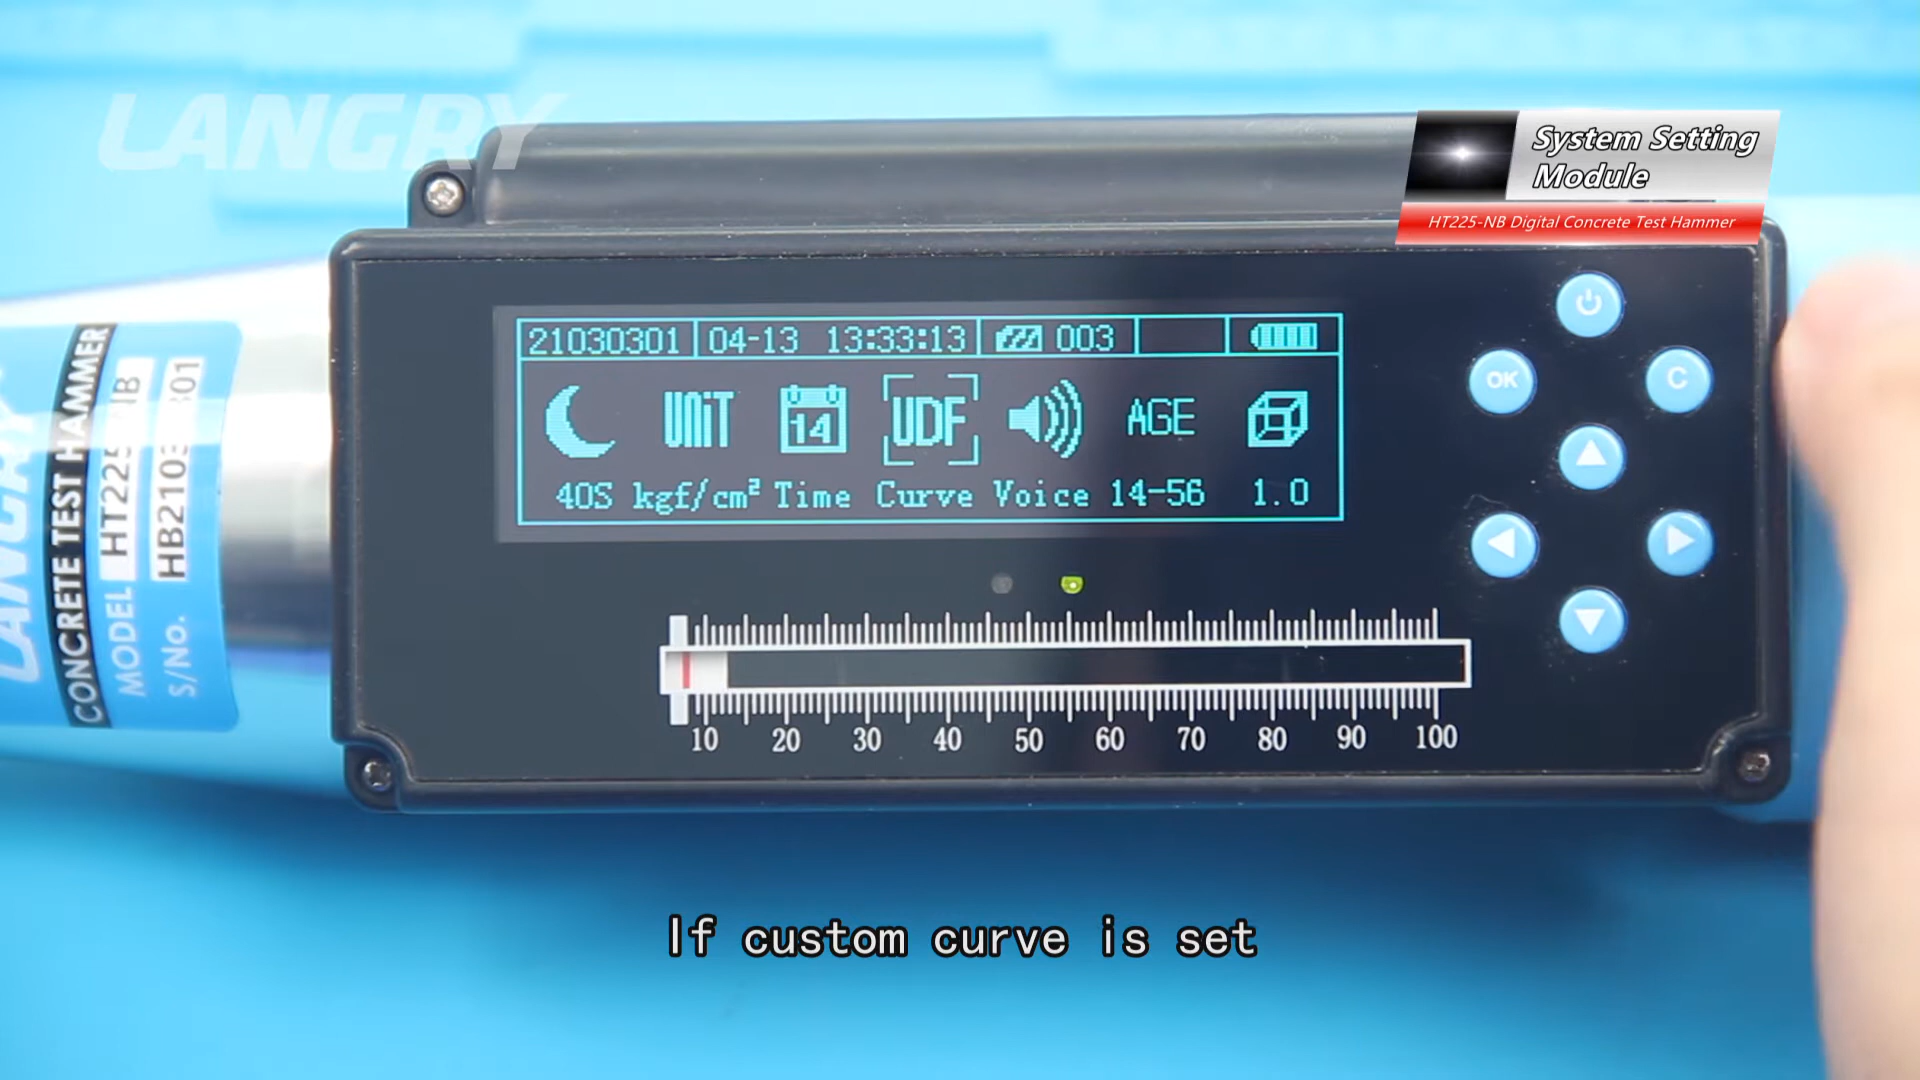 LANGRY
System Setting
Module
HT225-NB Digital Concrete Test Hammer
21030301 04-13 13:33:13 003
UNiT 14 UDF AGE
40S kgf/cm² Time Curve Voice 14-56 1.0
OK C
10 20 30 40 50 60 70 80 90 100
LANGRY
CONCRETE TEST HAMMER
MODEL HT225-NB
S/No.
If custom curve is set